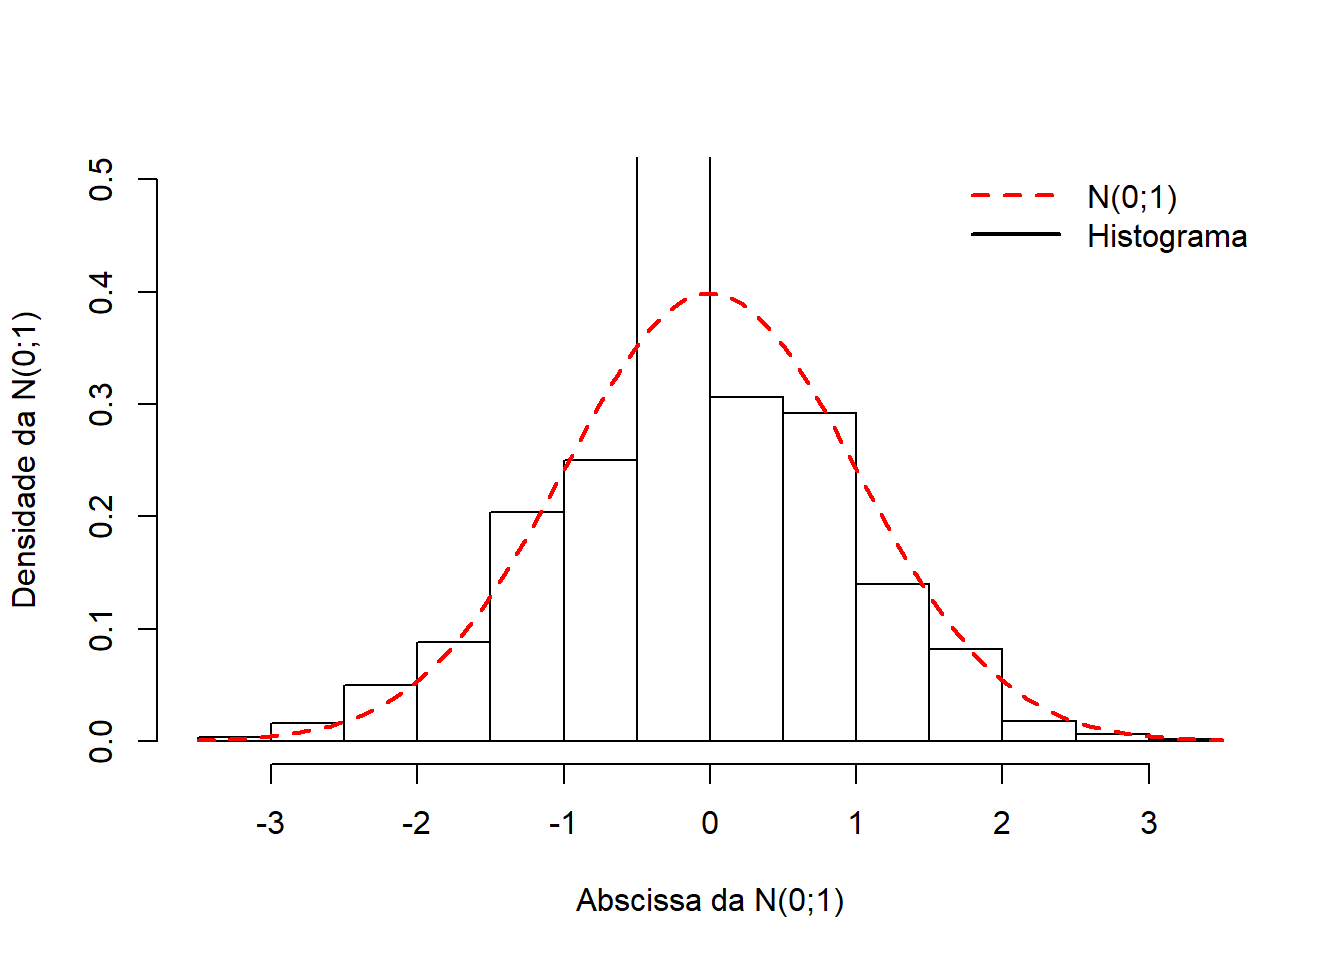 N(0;1)
Histograma
Densidade da N(0;1)
0.5
0.4
0.3
0.2
0.1
0.0
-3 -2 -1 0 1 2 3
Abscissa da N(0;1)